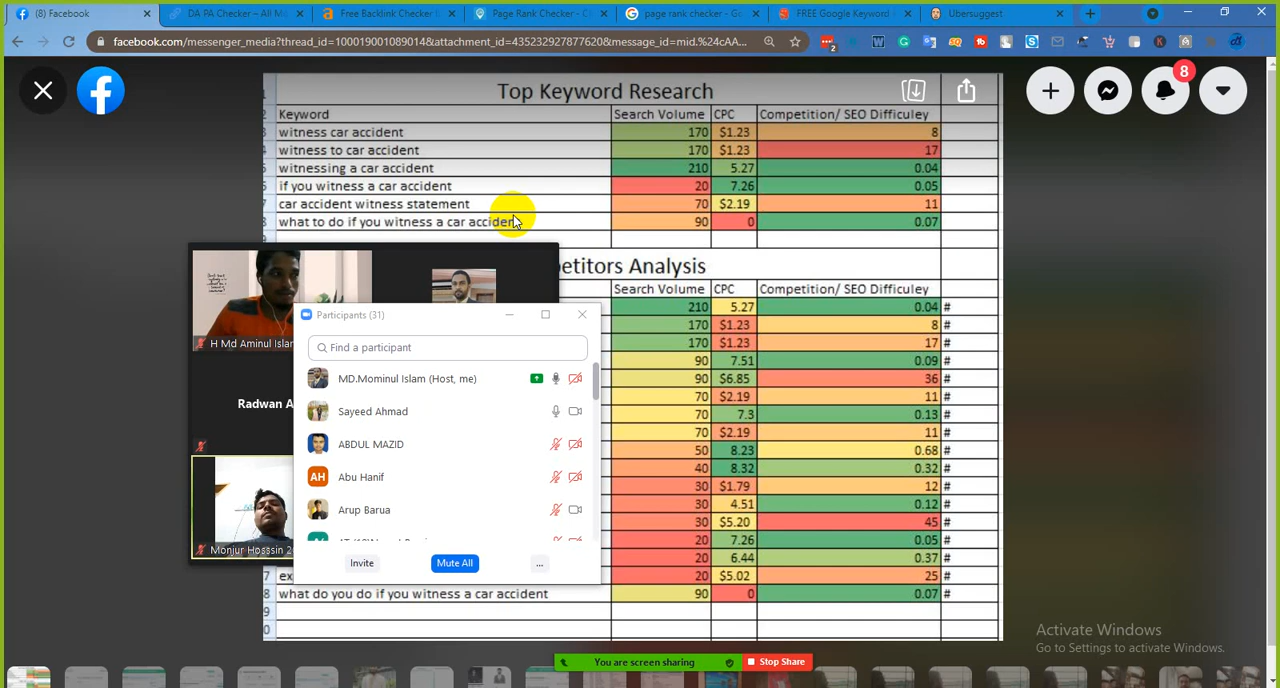 (8) Facebook
DA PA Checker – All M
Free Backlink Checker
Page Rank Checker - C
page rank checker - Go
FREE Google Keyword
Ubersuggest
facebook.com/messenger_media?thread_id=100019001089014&attachment_id=435232927877620&message_id=mid.%24cAA...
8
Top Keyword Research
Keyword Search Volume CPC Competition/ SEO Difficuley
witness car accident 170 $1.23 8
witness to car accident 170 $1.23 17
witnessing a car accident 210 5.27 0.04
if you witness a car accident 20 7.26 0.05
car accident witness statement 70 $2.19 11
what to do if you witness a car accident 90 0 0.07
etitors Analysis
Search Volume CPC Competition/ SEO Difficuley
210 5.27 0.04 #
170 $1.23 8 #
170 $1.23 17 #
90 7.51 0.09 #
90 $6.85 36 #
70 $2.19 11 #
70 7.3 0.13 #
70 $2.19 11 #
50 8.23 0.68 #
40 8.32 0.32 #
30 $1.79 12 #
30 4.51 0.12 #
30 $5.20 45 #
20 7.26 0.05 #
20 6.44 0.37 #
ex 20 $5.02 25 #
what do you do if you witness a car accident 90 0 0.07 #
H Md Aminul Islar
Radwan A
Monjur Hosssin 2
Participants (31)
Find a participant
MD.Mominul Islam (Host, me)
Sayeed Ahmad
ABDUL MAZID
AH Abu Hanif
Arup Barua
Invite
Mute All
...
Activate Windows
Go to Settings to activate Windows.
You are screen sharing
Stop Share